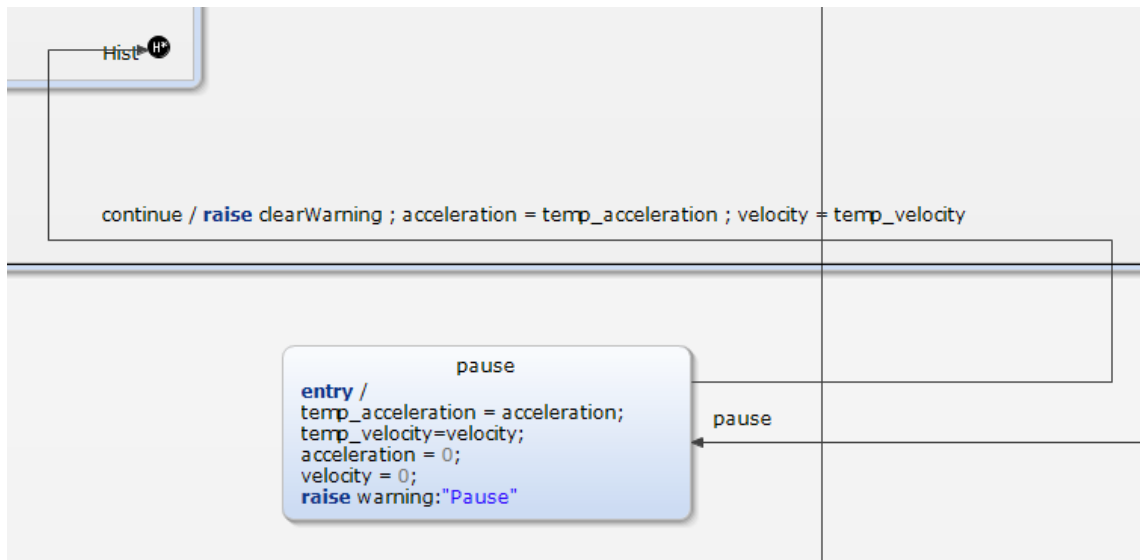 Hist H*
continue / raise clearWarning ; acceleration = temp_acceleration ; velocity = temp_velocity
pause
entry /
temp_acceleration = acceleration;
temp_velocity=velocity;
acceleration = 0;
velocity = 0;
raise warning:"Pause"
pause